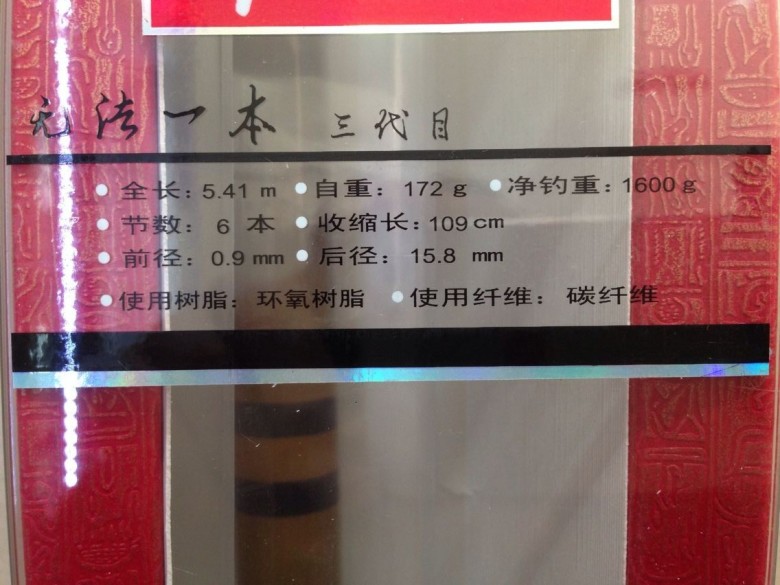 无法一本 三代目
全长：5.41 m 自重：172 g 净钓重：1600 g
节数：6 本 收缩长：109 cm
前径：0.9 mm 后径：15.8 mm
使用树脂：环氧树脂 使用纤维：碳纤维